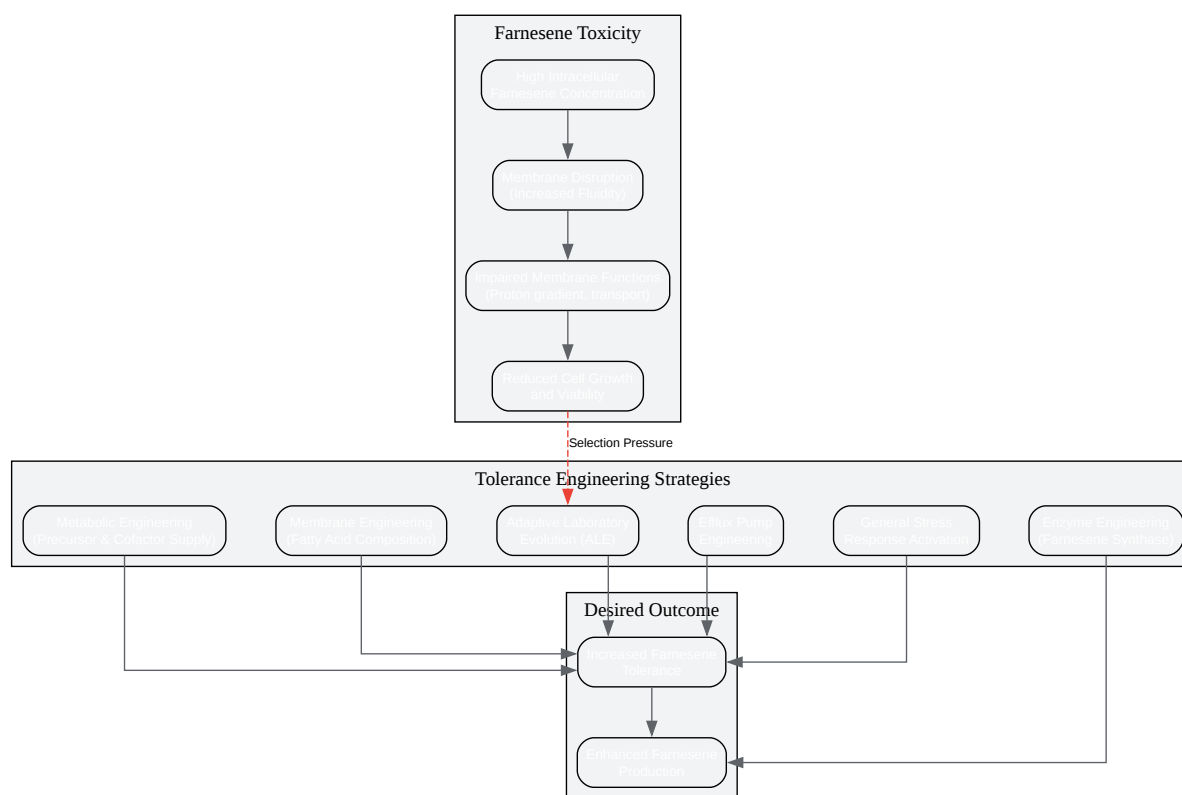 Farnesene Toxicity
High Intracellular
Farnesene Concentration
Membrane Disruption
(Increased Fluidity)
Impaired Membrane Functions
(Proton gradient, transport)
Reduced Cell Growth
and Viability
Selection Pressure
Tolerance Engineering Strategies
Metabolic Engineering
(Precursor & Cofactor Supply)
Membrane Engineering
(Fatty Acid Composition)
Adaptive Laboratory
Evolution (ALE)
Efflux Pump
Engineering
General Stress
Response Activation
Enzyme Engineering
(Farnesene Synthase)
Desired Outcome
Increased Farnesene
Tolerance
Enhanced Farnesene
Production